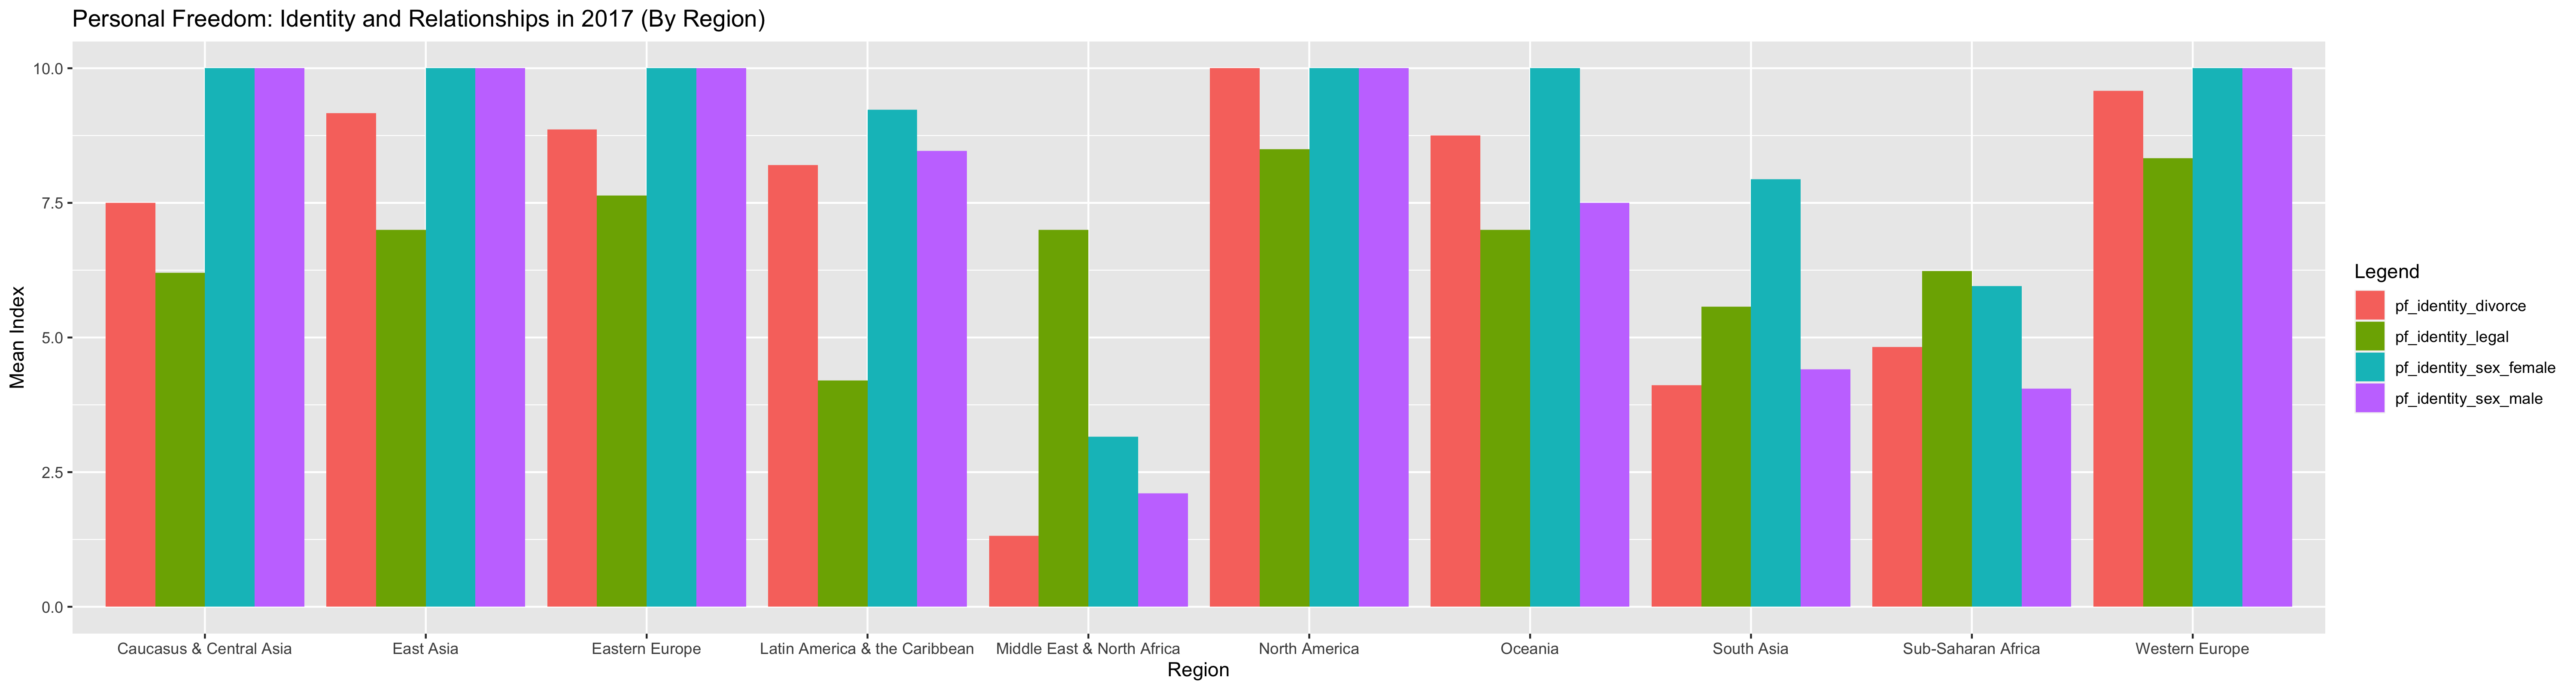 Personal Freedom: Identity and Relationships in 2017 (By Region)
Mean Index
10.0
7.5
5.0
2.5
0.0
Caucasus & Central Asia
East Asia
Eastern Europe
Latin America & the Caribbean
Middle East & North Africa
North America
Oceania
South Asia
Sub-Saharan Africa
Western Europe
Region
Legend
pf_identity_divorce
pf_identity_legal
pf_identity_sex_female
pf_identity_sex_male